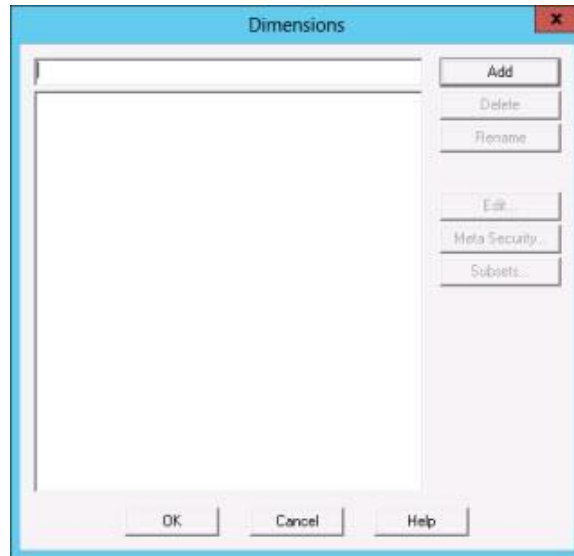 Dimensions
x
Add
Delete
Rename
Edit...
Meta Security...
Subsets...
OK
Cancel
Help